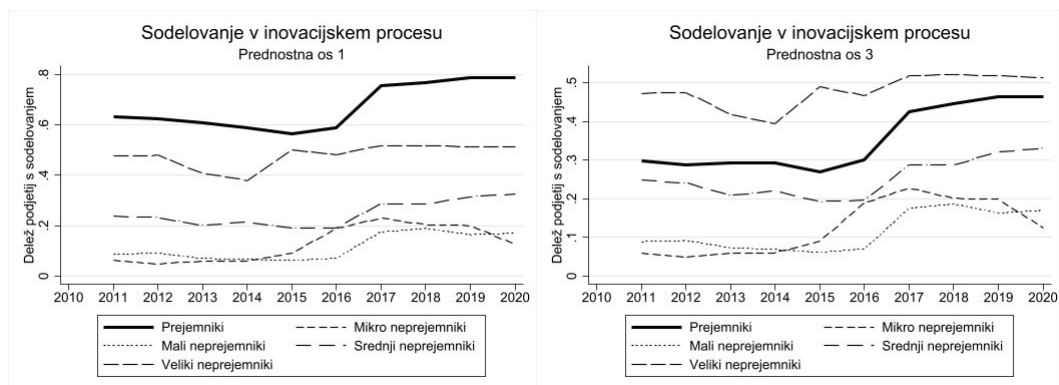 Sodelovanje v inovacijskem procesu
Prednostna os 1
Delež podjetij s sodelovanjem
.8
.6
.4
.2
0
2010 2011 2012 2013 2014 2015 2016 2017 2018 2019 2020
Prejemniki Mikro neprejemniki
Mali neprejemniki Srednji neprejemniki
Veliki neprejemniki
Sodelovanje v inovacijskem procesu
Prednostna os 3
Delež podjetij s sodelovanjem
.5
.4
.3
.2
.1
0
2010 2011 2012 2013 2014 2015 2016 2017 2018 2019 2020
Prejemniki Mikro neprejemniki
Mali neprejemniki Srednji neprejemniki
Veliki neprejemniki